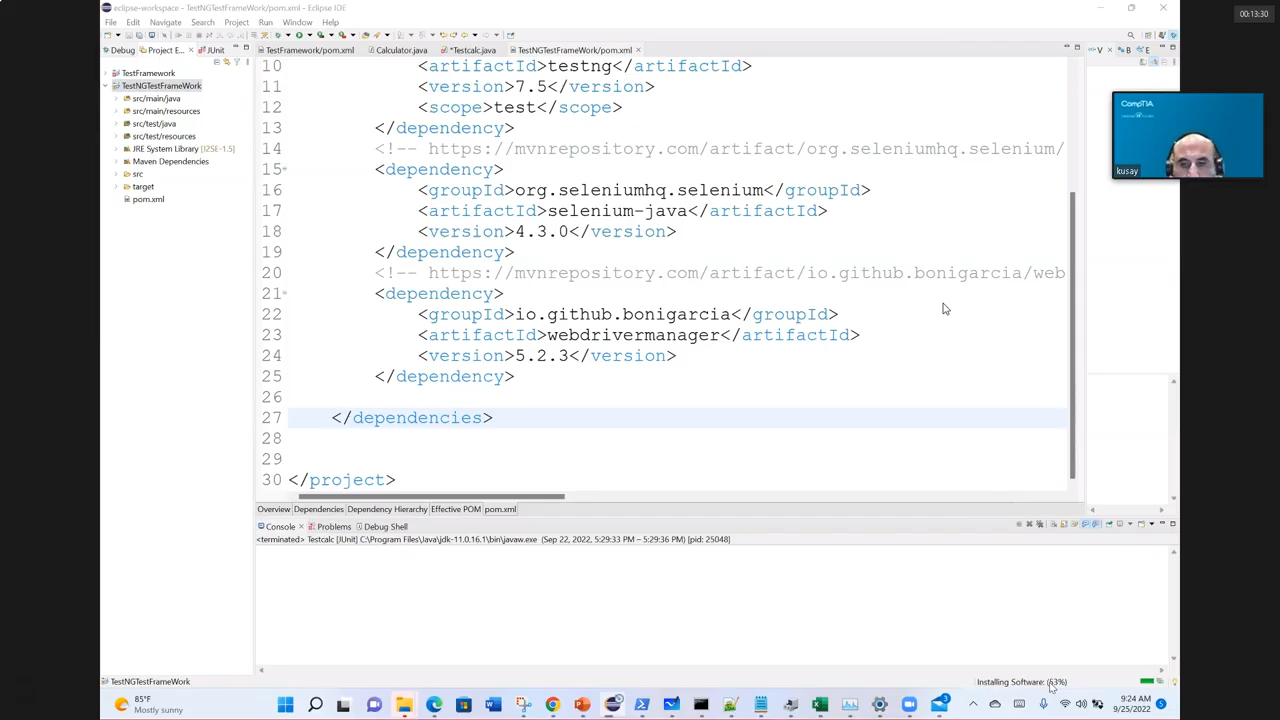 eclipse-workspace - TestNGTestFrameWork/pom.xml - Eclipse IDE
00:13:30
File Edit Navigate Search Project Run Window Help
Debug Project E... JUnit
TestFramework/pom.xml Calculator.java *Testcalc.java TestNGTestFrameWork/pom.xml
V B E
TestFramework
TestNGTestFrameWork
src/main/java
src/main/resources
src/test/java
src/test/resources
JRE System Library [J2SE-1.5]
Maven Dependencies
src
target
pom.xml
10 <artifactId>testng</artifactId>
11 <version>7.5</version>
12 <scope>test</scope>
13 </dependency>
14 <!-- https://mvnrepository.com/artifact/org.seleniumhq.selenium/
15 <dependency>
16 <groupId>org.seleniumhq.selenium</groupId>
17 <artifactId>selenium-java</artifactId>
18 <version>4.3.0</version>
19 </dependency>
20 <!-- https://mvnrepository.com/artifact/io.github.bonigarcia/web
21 <dependency>
22 <groupId>io.github.bonigarcia</groupId>
23 <artifactId>webdrivermanager</artifactId>
24 <version>5.2.3</version>
25 </dependency>
26
27 </dependencies>
28
29
30 </project>
CompTIA
kusay
Overview Dependencies Dependency Hierarchy Effective POM pom.xml
Console Problems Debug Shell
<terminated> Testcalc [JUnit] C:\Program Files\Java\jdk-11.0.16.1\bin\javaw.exe (Sep 22, 2022, 5:29:33 PM – 5:29:36 PM) [pid: 25048]
TestNGTestFrameWork
Installing Software: (63%)
85°F
Mostly sunny
3
9:24 AM
9/25/2022
5